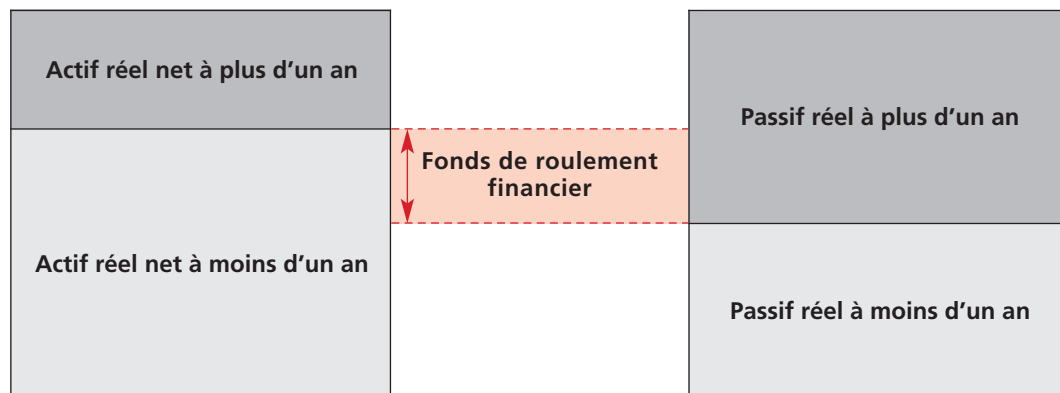 Actif réel net à plus d’un an
Passif réel à plus d’un an
Fonds de roulement
financier
Actif réel net à moins d’un an
Passif réel à moins d’un an